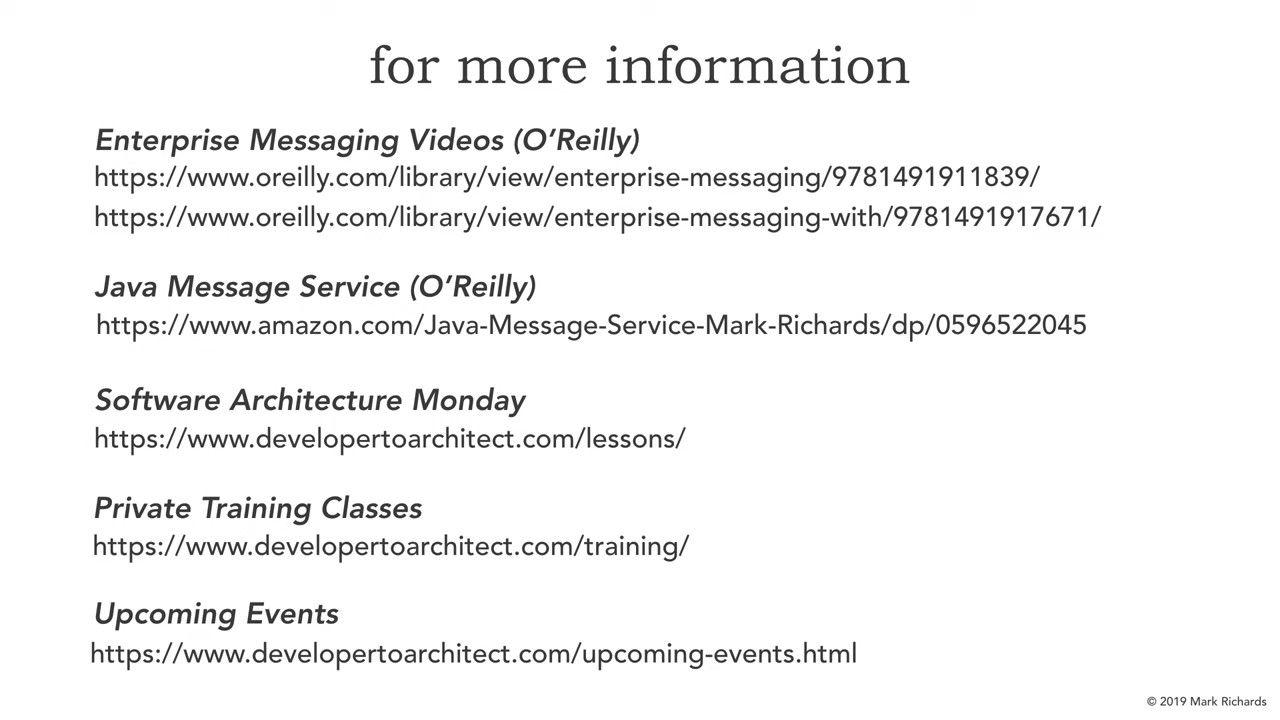 for more information
Enterprise Messaging Videos (O’Reilly)
https://www.oreilly.com/library/view/enterprise-messaging/9781491911839/
https://www.oreilly.com/library/view/enterprise-messaging-with/9781491917671/
Java Message Service (O’Reilly)
https://www.amazon.com/Java-Message-Service-Mark-Richards/dp/0596522045
Software Architecture Monday
https://www.developertoarchitect.com/lessons/
Private Training Classes
https://www.developertoarchitect.com/training/
Upcoming Events
https://www.developertoarchitect.com/upcoming-events.html
© 2019 Mark Richards